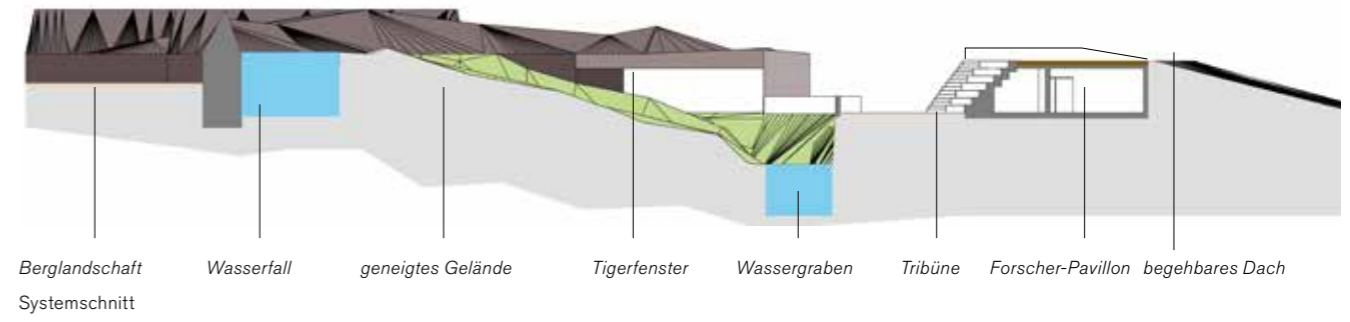 Berglandschaft Wasserfall geneigtes Gelände Tigerfenster Wassergraben Tribüne Forscher-Pavillon begehbares Dach
Systemschnitt